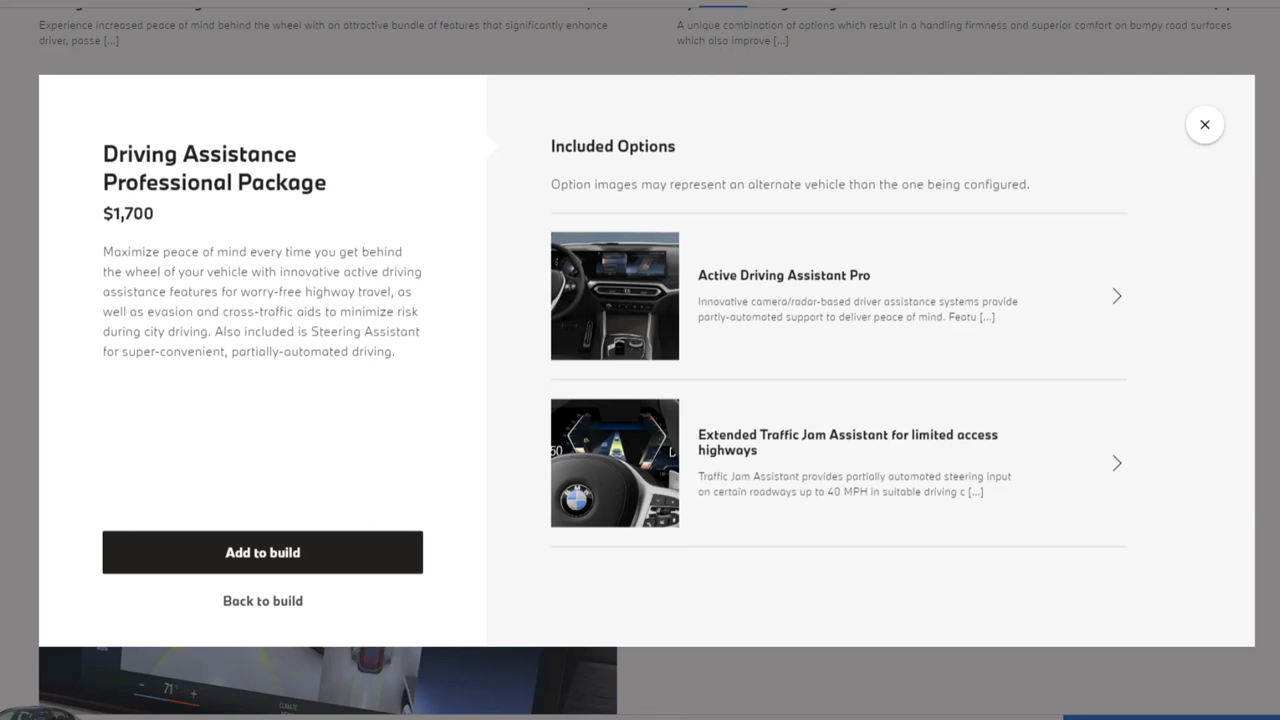 Experience increased peace of mind behind the wheel with an attractive bundle of features that significantly enhance
driver, passe [...]
A unique combination of options which result in a handling firmness and superior comfort on bumpy road surfaces
which also improve [...]
Driving Assistance
Professional Package
$1,700
Maximize peace of mind every time you get behind
the wheel of your vehicle with innovative active driving
assistance features for worry-free highway travel, as
well as evasion and cross-traffic aids to minimize risk
during city driving. Also included is Steering Assistant
for super-convenient, partially-automated driving.
Add to build
Back to build
Included Options
Option images may represent an alternate vehicle than the one being configured.
Active Driving Assistant Pro
Innovative camera/radar-based driver assistance systems provide
partly-automated support to deliver peace of mind. Featu [...]
Extended Traffic Jam Assistant for limited access
highways
Traffic Jam Assistant provides partially automated steering input
on certain roadways up to 40 MPH in suitable driving c [...]
50
D
BMW
- 71° +
CLIMATE